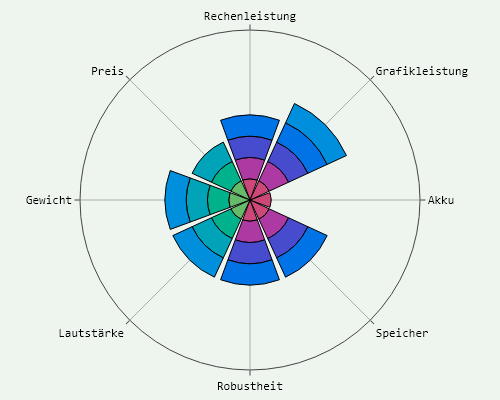 Rechenleistung
Preis
Grafikleistung
Gewicht
Akku
Lautstärke
Speicher
Robustheit